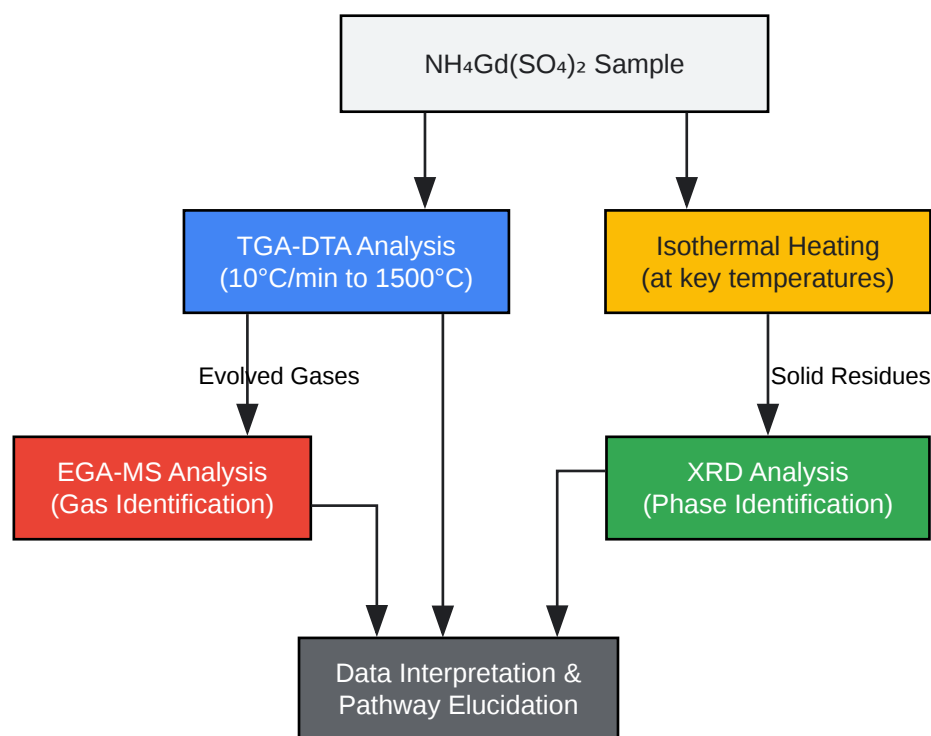 NH₄Gd(SO₄)₂ Sample
TGA-DTA Analysis
(10°C/min to 1500°C)
Isothermal Heating
(at key temperatures)
Evolved Gases
Solid Residues
EGA-MS Analysis
(Gas Identification)
XRD Analysis
(Phase Identification)
Data Interpretation &
Pathway Elucidation